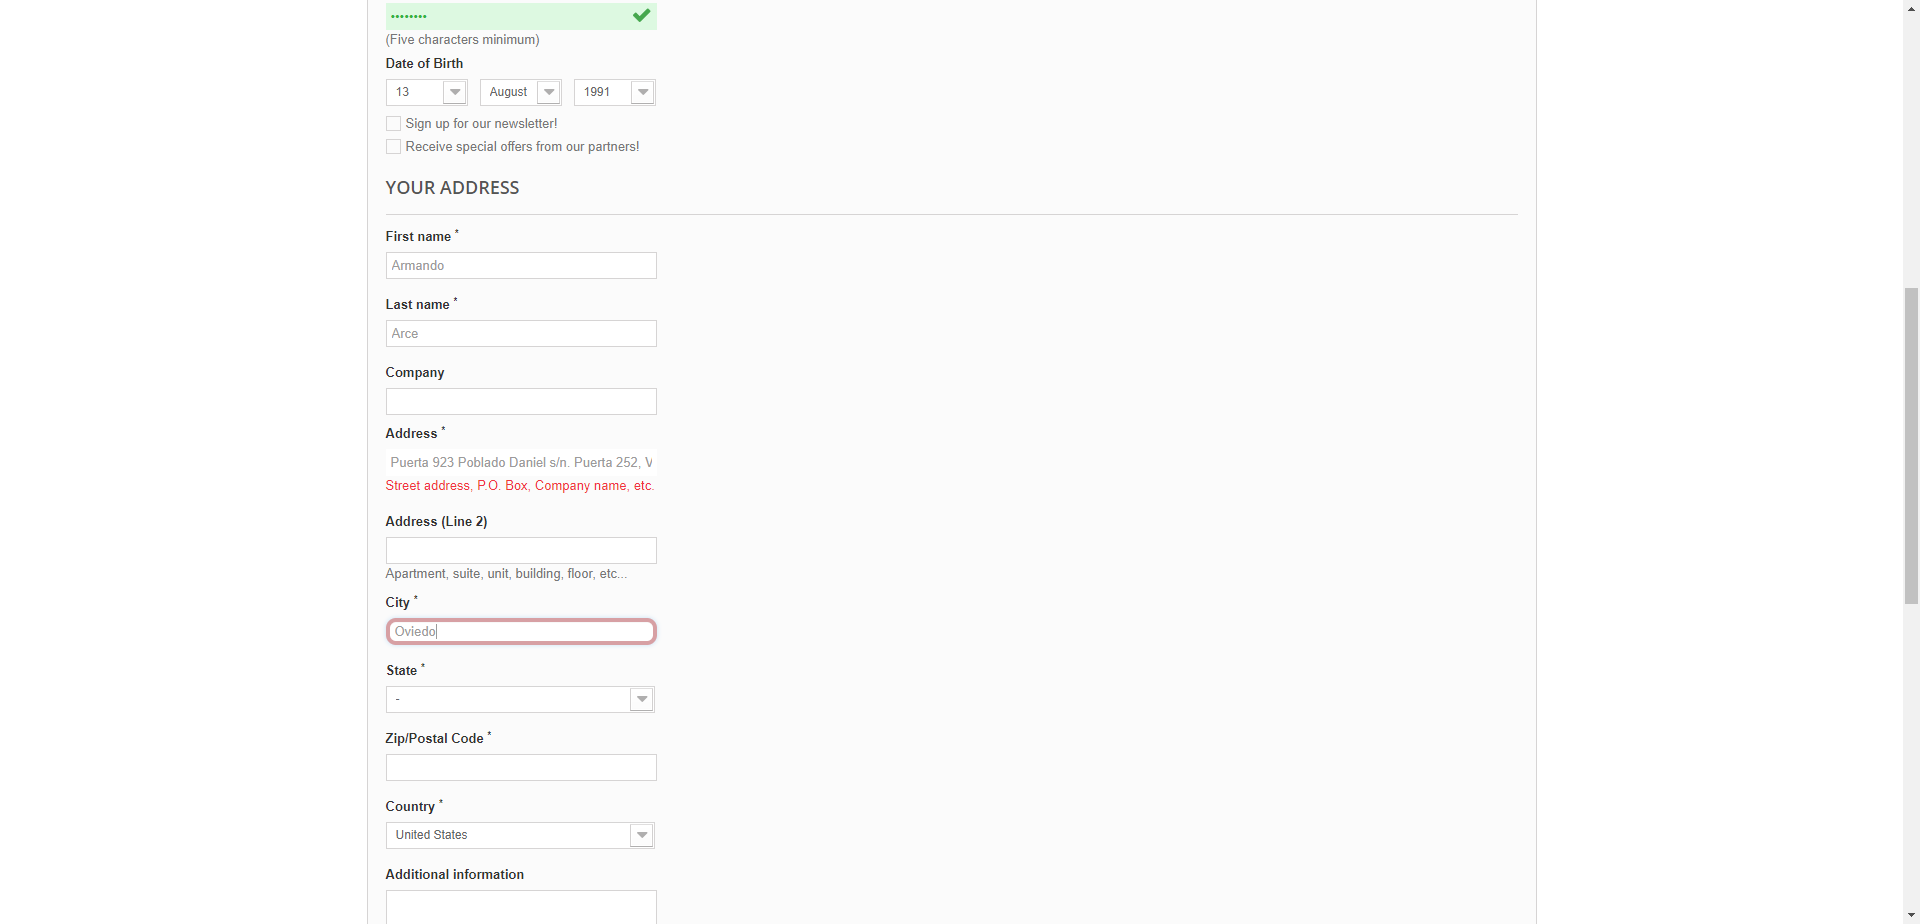 ••••••••
(Five characters minimum)
Date of Birth
13 August 1991
Sign up for our newsletter!
Receive special offers from our partners!
YOUR ADDRESS
First name *
Armando
Last name *
Arce
Company
Address *
Puerta 923 Poblado Daniel s/n. Puerta 252, V
Street address, P.O. Box, Company name, etc.
Address (Line 2)
Apartment, suite, unit, building, floor, etc...
City *
Oviedo
State *
-
Zip/Postal Code *
Country *
United States
Additional information